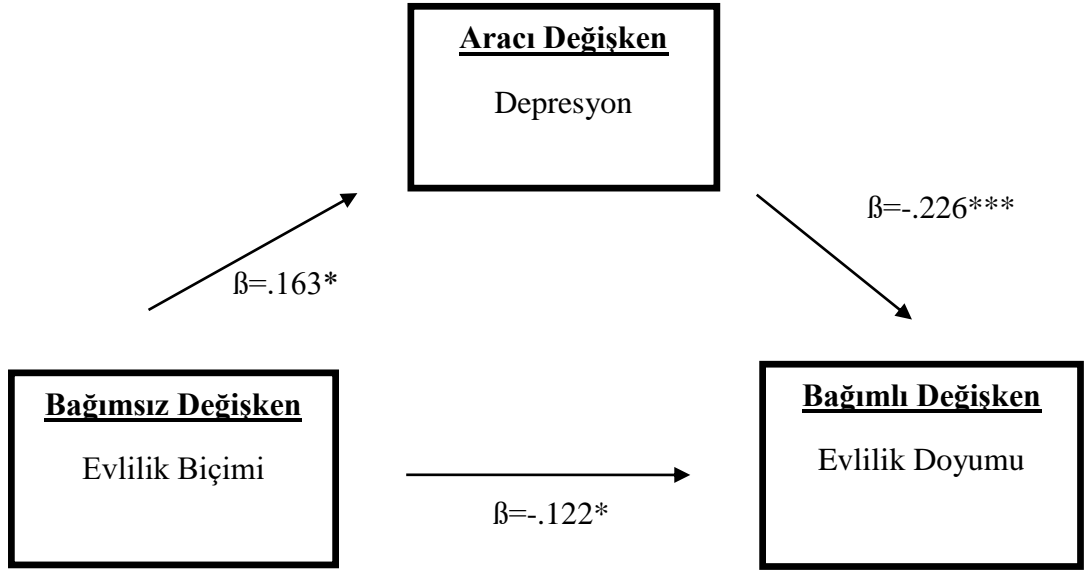 Aracı Değişken
Depresyon
ß=-.226***
ß=.163*
Bağımsız Değişken
Evlilik Biçimi
Bağımlı Değişken
Evlilik Doyumu
ß=-.122*